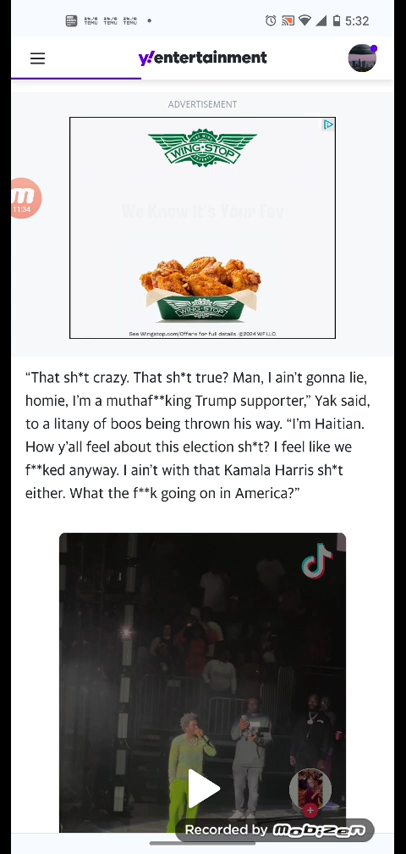 5:32
y!entertainment
ADVERTISEMENT
WING·STOP
We Know It's Your Fav
11:34
WING·STOP
See Wingstop.com/Offers for full details. ©2024 WF LLC.
“That sh*t crazy. That sh*t true? Man, I ain’t gonna lie,
homie, I’m a muthaf**king Trump supporter,” Yak said,
to a litany of boos being thrown his way. “I’m Haitian.
How y’all feel about this election sh*t? I feel like we
f**ked anyway. I ain’t with that Kamala Harris sh*t
either. What the f**k going on in America?”
Recorded by mobizen